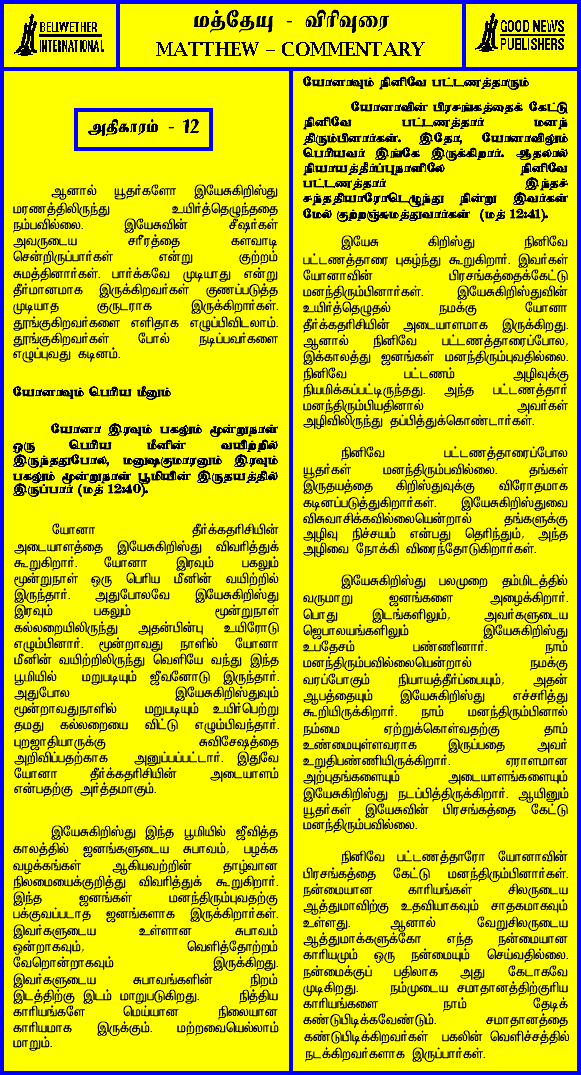 BELLWETHER
INTERNATIONAL
மத்தேயு - விரிவுரை
MATTHEW – COMMENTARY
GOOD NEWS
PUBLISHERS
அதிகாரம் - 12
ஆனால் யூதர்களோ இயேசுகிறிஸ்து
மரணத்திலிருந்து உயிர்த்தெழுந்ததை
நம்பவில்லை. இயேசுவின் சீஷர்கள்
அவருடைய சரீரத்தை களவாடி
சென்றிருப்பார்கள் என்று குற்றம்
சுமத்தினார்கள். பார்க்கவே முடியாது என்று
தீர்மானமாக இருக்கிறவர்கள் குணப்படுத்த
முடியாத குருடராக இருக்கிறார்கள்.
தூங்குகிறவர்களை எளிதாக எழுப்பிவிடலாம்.
தூங்குகிறவர்கள் போல் நடிப்பவர்களை
எழுப்புவது கடினம்.
யோனாவும் பெரிய மீனும்
யோனா இரவும் பகலும் மூன்றுநாள்
ஒரு பெரிய மீனின் வயிற்றில்
இருந்ததுபோல, மனுஷகுமாரனும் இரவும்
பகலும் மூன்றுநாள் பூமியின் இருதயத்தில்
இருப்பார் (மத் 12:40).
யோனா தீர்க்கதரிசியின்
அடையாளத்தை இயேசுகிறிஸ்து விவரித்துக்
கூறுகிறார். யோனா இரவும் பகலும்
மூன்றுநாள் ஒரு பெரிய மீனின் வயிற்றில்
இருந்தார். அதுபோலவே இயேசுகிறிஸ்து
இரவும் பகலும் மூன்றுநாள்
கல்லறையிலிருந்து அதன்பின்பு உயிரோடு
எழும்பினார். மூன்றாவது நாளில் யோனா
மீனின் வயிற்றிலிருந்து வெளியே வந்து இந்த
பூமியில் மறுபடியும் ஜீவனோடு இருந்தார்.
அதுபோல இயேசுகிறிஸ்துவும்
மூன்றாவதுநாளில் மறுபடியும் உயிர்பெற்று
தமது கல்லறையை விட்டு எழும்பிவந்தார்.
புறஜாதியாருக்கு சுவிசேஷத்தை
அறிவிப்பதற்காக அனுப்பப்பட்டார். இதுவே
யோனா தீர்க்கதரிசியின் அடையாளம்
என்பதற்கு அர்த்தமாகும்.
இயேசுகிறிஸ்து இந்த பூமியில் ஜீவித்த
காலத்தில் ஜனங்களுடைய சுபாவம், பழக்க
வழக்கங்கள் ஆகியவற்றின் தாழ்வான
நிலமையைக்குறித்து விவரித்துக் கூறுகிறார்.
இந்த ஜனங்கள் மனந்திரும்புவதற்கு
பக்குவப்படாத ஜனங்களாக இருக்கிறார்கள்.
இவர்களுடைய உள்ளான சுபாவம்
ஒன்றாகவும், வெளித்தோற்றம்
வேறொன்றாகவும் இருக்கிறது.
இவர்களுடைய சுபாவங்களின் நிறம்
இடத்திற்கு இடம் மாறுபடுகிறது. நித்திய
காரியங்களே மெய்யான நிலையான
காரியமாக இருக்கும். மற்றவையெல்லாம்
மாறும்.
யோனாவும் நினிவே பட்டணத்தாரும்
யோனாவின் பிரசங்கத்தைக் கேட்டு
நினிவே பட்டணத்தார் மனந்
திரும்பினார்கள். இதோ, யோனாவிலும்
பெரியவர் இங்கே இருக்கிறார். ஆதலால்
நியாயத்தீர்ப்புநாளிலே நினிவே
பட்டணத்தார் இந்தச்
சந்ததியாரோடெழுந்து நின்று இவர்கள்
மேல் குற்றஞ்சுமத்துவார்கள் (மத் 12:41).
இயேசு கிறிஸ்து நினிவே
பட்டணத்தாரை புகழ்ந்து கூறுகிறார். இவர்கள்
யோனாவின் பிரசங்கத்தைக்கேட்டு
மனந்திரும்பினார்கள். இயேசுகிறிஸ்துவின்
உயிர்த்தெழுதல் நமக்கு யோனா
தீர்க்கதரிசியின் அடையாளமாக இருக்கிறது.
ஆனால் நினிவே பட்டணத்தாரைப்போல,
இக்காலத்து ஜனங்கள் மனந்திரும்புவதில்லை.
நினிவே பட்டணம் அழிவுக்கு
நியமிக்கப்பட்டிருந்தது. அந்த பட்டணத்தார்
மனந்திரும்பியதினால் அவர்கள்
அழிவிலிருந்து தப்பித்துக்கொண்டார்கள்.
நினிவே பட்டணத்தாரைப்போல
யூதர்கள் மனந்திரும்பவில்லை. தங்கள்
இருதயத்தை கிறிஸ்துவுக்கு விரோதமாக
கடினப்படுத்துகிறார்கள். இயேசுகிறிஸ்துவை
விசுவாசிக்கவில்லையென்றால் தங்களுக்கு
அழிவு நிச்சயம் என்பது தெரிந்தும், அந்த
அழிவை நோக்கி விரைந்தோடுகிறார்கள்.
இயேசுகிறிஸ்து பலமுறை தம்மிடத்தில்
வருமாறு ஜனங்களை அழைக்கிறார்.
பொது இடங்களிலும், அவர்களுடைய
ஜெபாலயங்களிலும் இயேசுகிறிஸ்து
உபதேசம் பண்ணினார். நாம்
மனந்திரும்பவில்லையென்றால் நமக்கு
வரப்போகும் நியாயத்தீர்ப்பையும், அதன்
ஆபத்தையும் இயேசுகிறிஸ்து எச்சரித்து
கூறியிருக்கிறார். நாம் மனந்திரும்பினால்
நம்மை ஏற்றுக்கொள்வதற்கு தாம்
உண்மையுள்ளவராக இருப்பதை அவர்
உறுதிபண்ணியிருக்கிறார். ஏராளமான
அற்புதங்களையும் அடையாளங்களையும்
இயேசுகிறிஸ்து நடப்பித்திருக்கிறார். ஆயினும்
யூதர்கள் இயேசுவின் பிரசங்கத்தை கேட்டு
மனந்திரும்பவில்லை.
நினிவே பட்டணத்தாரோ யோனாவின்
பிரசங்கத்தை கேட்டு மனந்திரும்பினார்கள்.
நன்மையான காரியங்கள் சிலருடைய
ஆத்துமாவிற்கு உதவியாகவும் சாதகமாகவும்
உள்ளது. ஆனால் வேறுசிலருடைய
ஆத்துமாக்களுக்கோ எந்த நன்மையான
காரியமும் ஒரு நன்மையும் செய்வதில்லை.
நன்மைக்குப் பதிலாக அது கேடாகவே
முடிகிறது. நம்முடைய சமாதானத்திற்குரிய
காரியங்களை நாம் தேடிக்
கண்டுபிடிக்கவேண்டும். சமாதானத்தை
கண்டுபிடிக்கிறவர்கள் பகலின் வெளிச்சத்தில்
நடக்கிறவர்களாக இருப்பார்கள்.